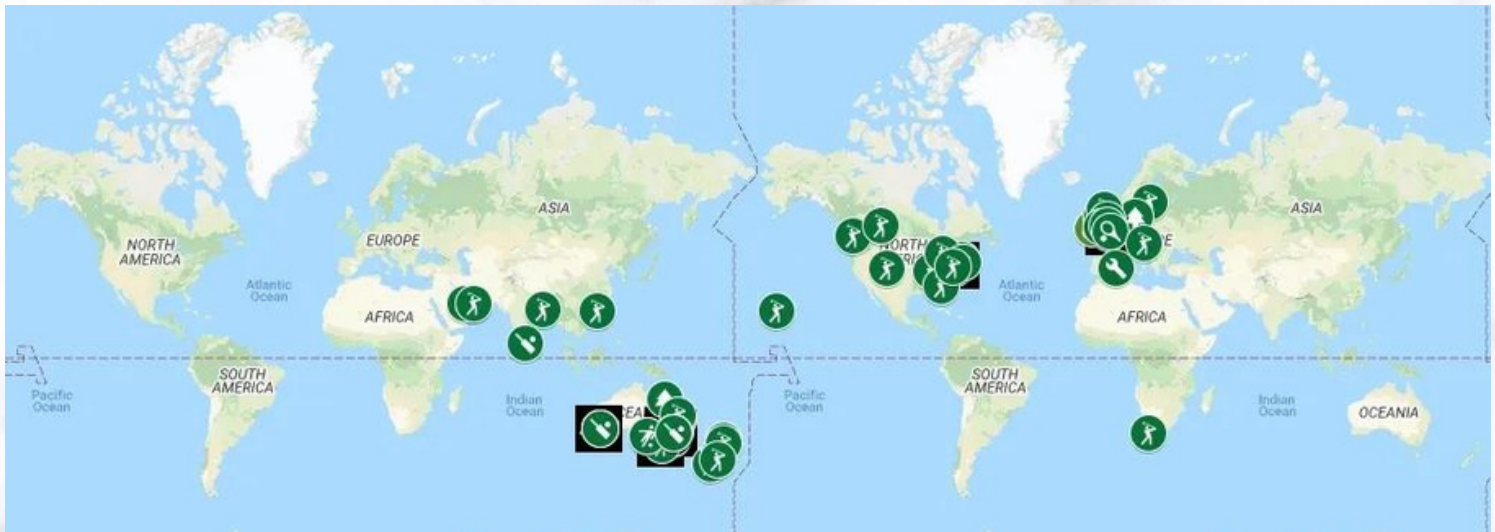 ASIA
NORTH
AMERICA
EUROPE
Atlantic
Ocean
AFRICA
SOUTH
AMERICA
Pacific
Ocean
Indian
Ocean
ASIA
Atlantic
Ocean
AFRICA
SOUTH
AMERICA
Pacific
Ocean
Indian
Ocean
OCEANIA